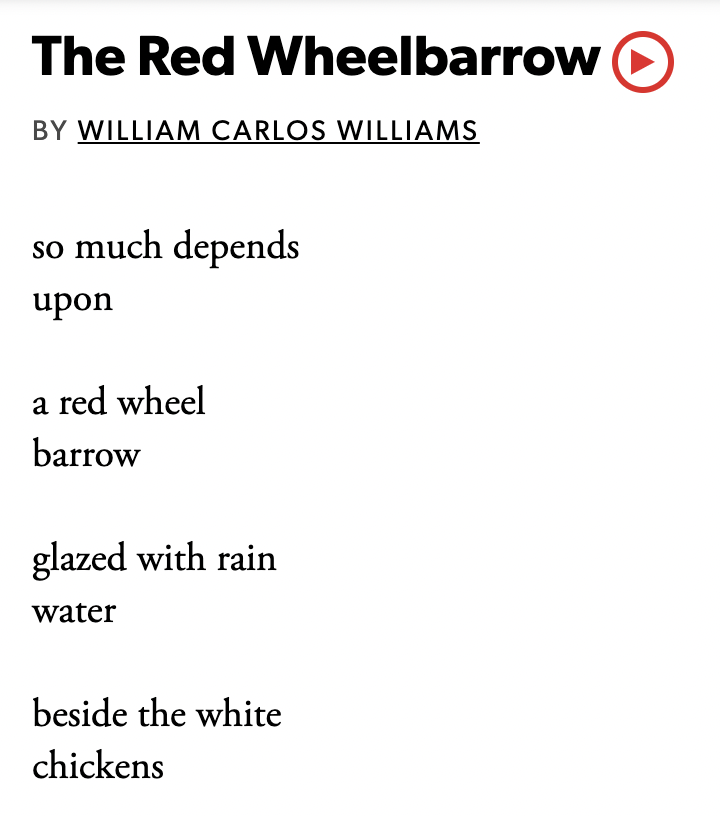 The Red Wheelbarrow
BY WILLIAM CARLOS WILLIAMS
so much depends
upon
a red wheel
barrow
glazed with rain
water
beside the white
chickens